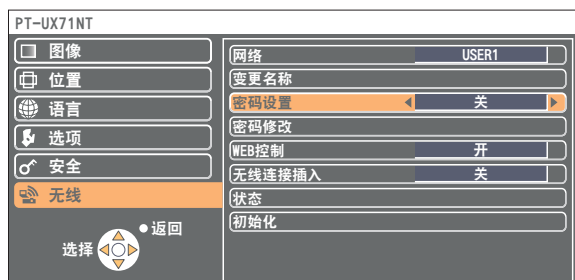 PT-UX71NT
图像
位置
语言
选项
安全
无线
选择
返回
网络 USER1
变更名称
密码设置 关
密码修改
WEB控制 开
无线连接插入 关
状态
初始化